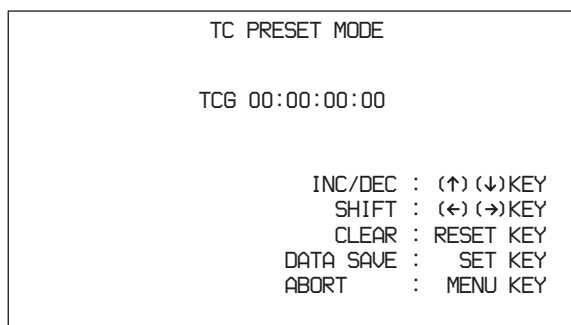 TC PRESET MODE
TCG 00:00:00:00
INC/DEC : (↑)(↓)KEY
SHIFT : (←)(→)KEY
CLEAR : RESET KEY
DATA SAVE : SET KEY
ABORT : MENU KEY